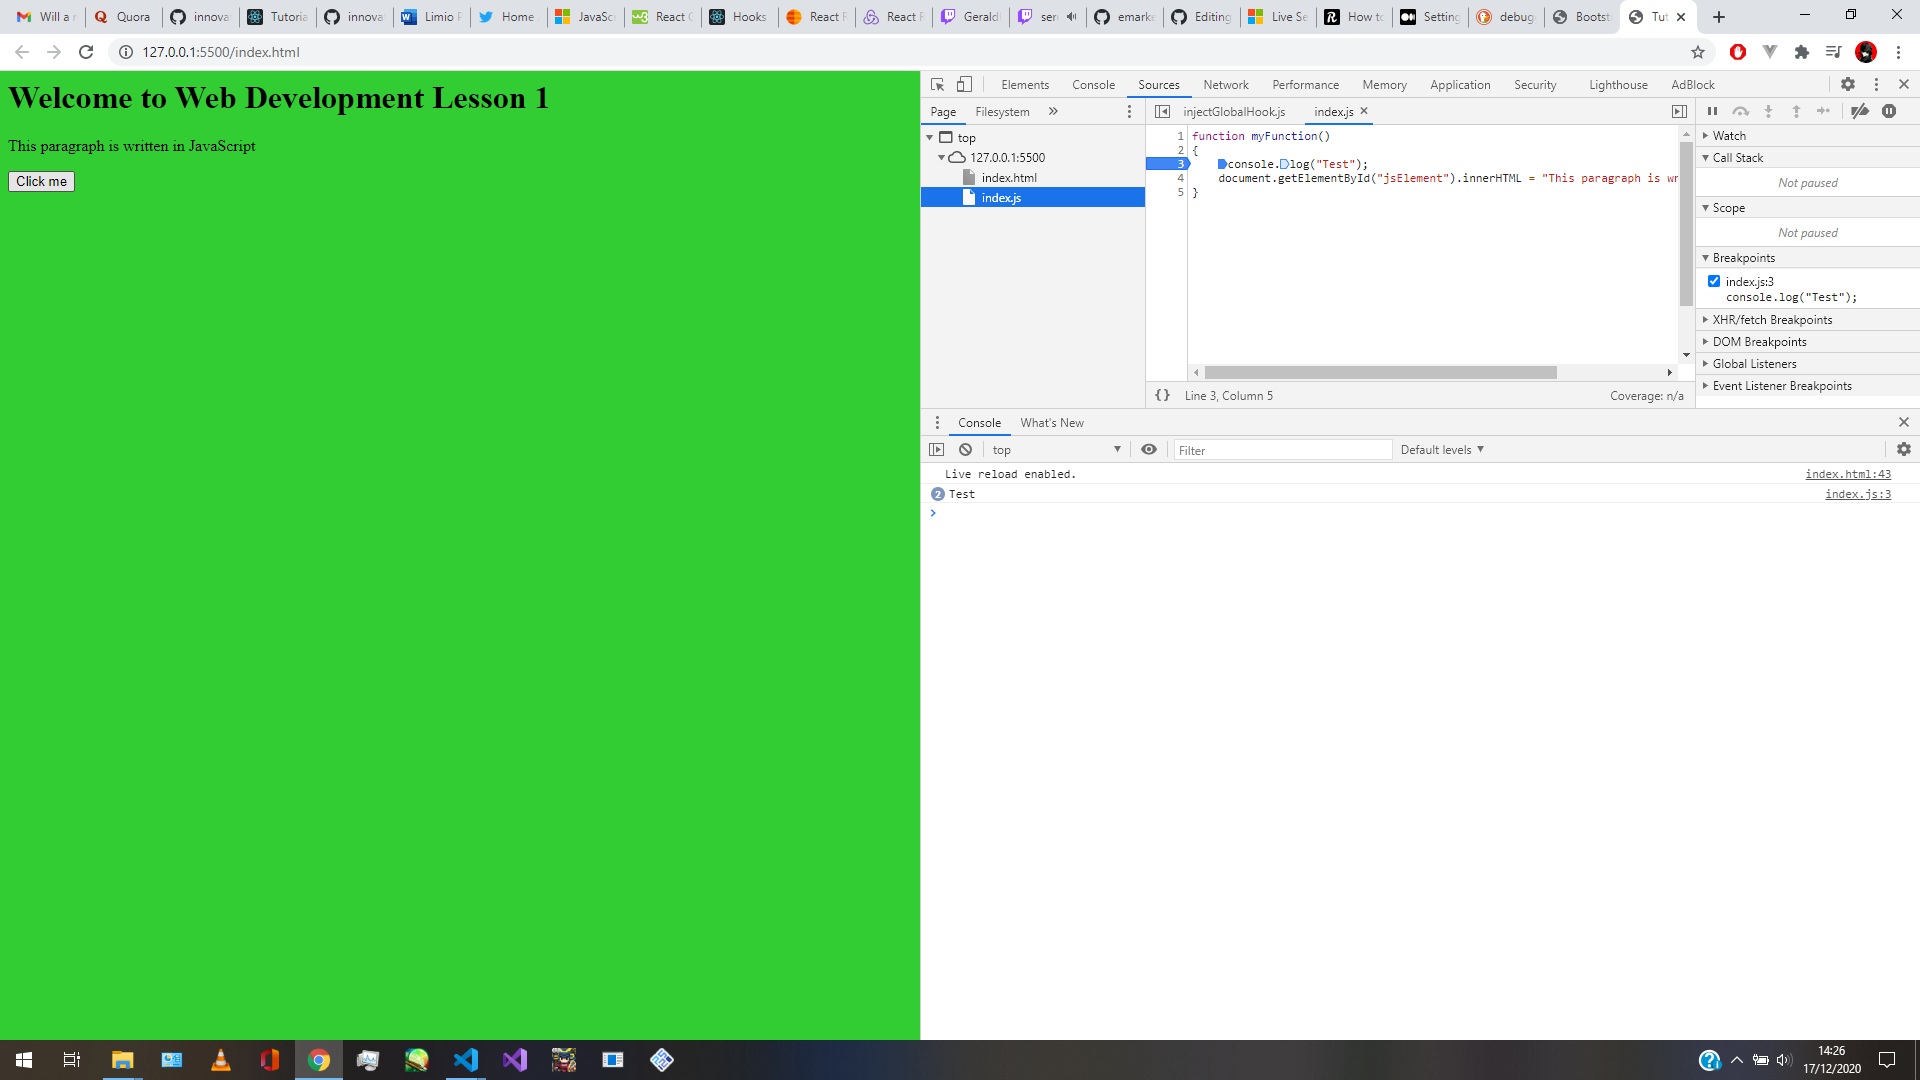 Will a r
Quora
innova
Tutoria
innova
Limio F
Home
JavaSc
React C
Hooks
React F
React F
Gerald
sero
emarke
Editing
Live Se
How to
Setting
debug
Bootst
Tut
127.0.0.1:5500/index.html
Welcome to Web Development Lesson 1
This paragraph is written in JavaScript
Click me
Elements Console Sources Network Performance Memory Application Security Lighthouse AdBlock
Page Filesystem »
injectGlobalHook.js index.js
top
127.0.0.1:5500
index.html
index.js
1 function myFunction()
2 {
3 console.log("Test");
4 document.getElementById("jsElement").innerHTML = "This paragraph is wr
5 }
{} Line 3, Column 5 Coverage: n/a
Watch
Call Stack
Not paused
Scope
Not paused
Breakpoints
index.js:3
console.log("Test");
XHR/fetch Breakpoints
DOM Breakpoints
Global Listeners
Event Listener Breakpoints
Console What's New
top Filter Default levels
Live reload enabled. index.html:43
2 Test index.js:3
14:26
17/12/2020